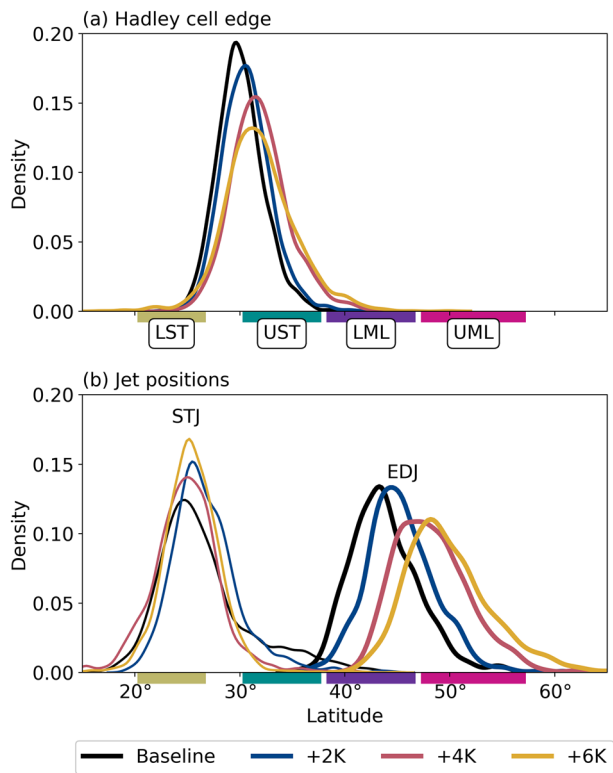 (a) Hadley cell edge
0.20
0.15
0.10
0.05
0.00
Density
LST UST LML UML
(b) Jet positions
0.20
0.15
0.10
0.05
0.00
Density
STJ
EDJ
20° 30° 40° 50° 60°
Latitude
Baseline +2K +4K +6K